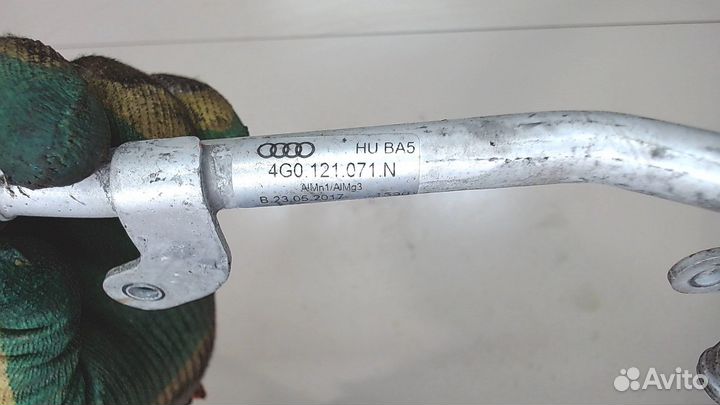 HU BA5
4G0.121.071.N
AlMn1/AlMg3
B 23.05.2017
Avito